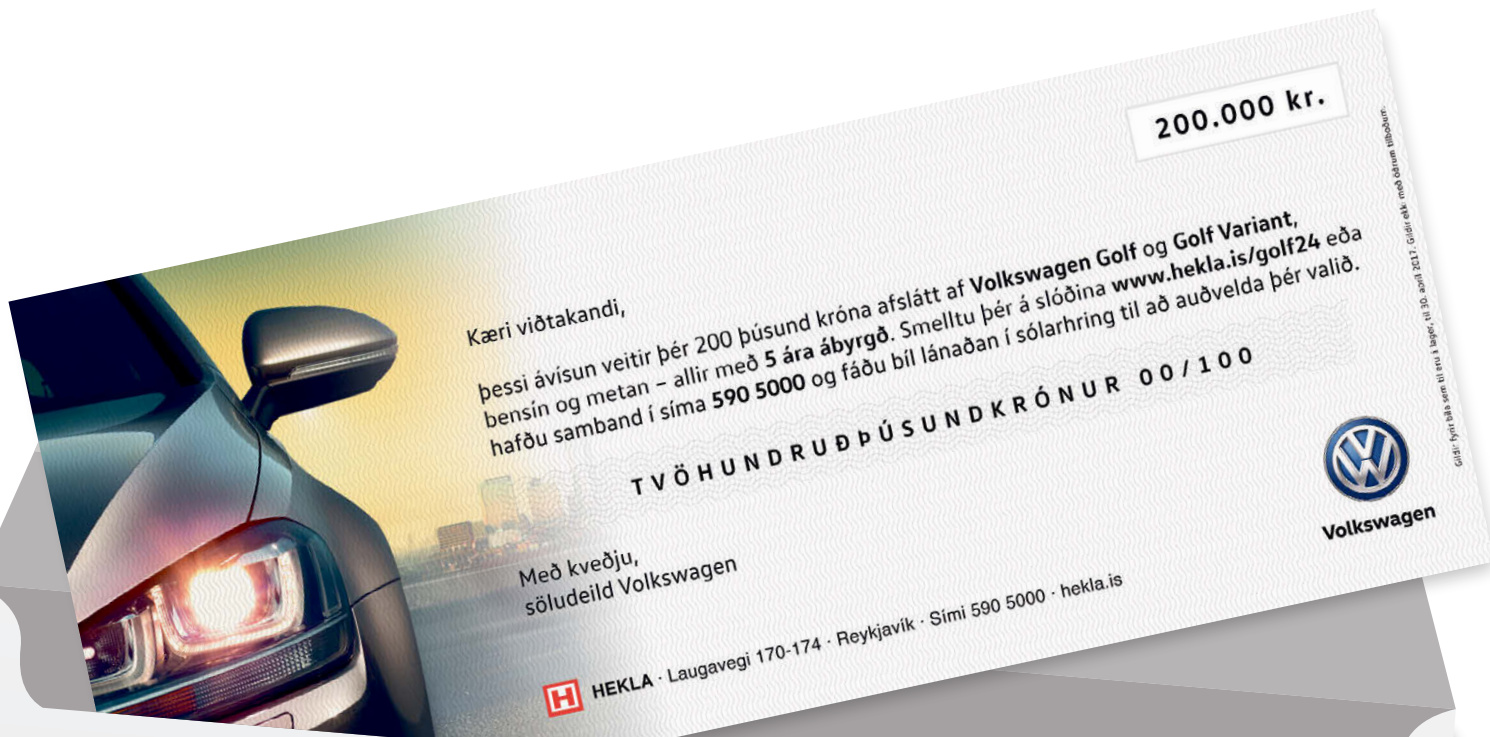 200.000 kr.
Kæri viðtakandi,
þessi ávísun veitir þér 200 þúsund króna afslátt af Volkswagen Golf og Golf Variant,
bensín og metan – allir með 5 ára ábyrgð. Smelltu þér á slóðina www.hekla.is/golf24 eða
hafðu samband í síma 590 5000 og fáðu bíl lánaðan í sólarhring til að auðvelda þér valið.
TVÖHUNDRUÐÞÚSUNDKRÓNUR 00/100
Með kveðju,
söludeild Volkswagen
Volkswagen
HEKLA · Laugavegi 170-174 · Reykjavík · Sími 590 5000 · hekla.is
Gildir fyrir bíla sem til eru á lager, til 30. apríl 2017. Gildir ekki með öðrum tilboðum.